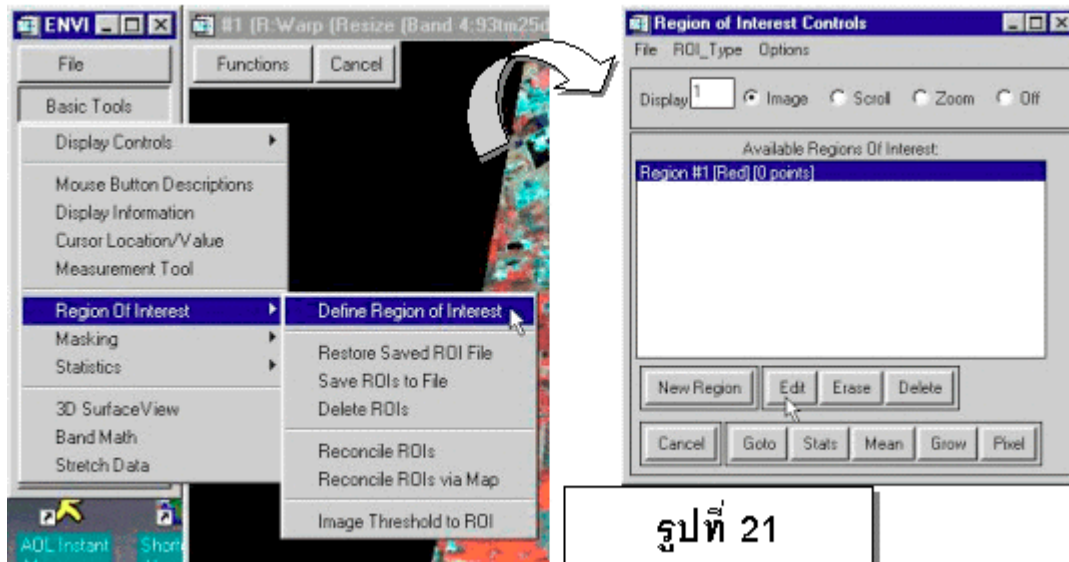 ENVI
File
Basic Tools
Display Controls
Mouse Button Descriptions
Display Information
Cursor Location/Value
Measurement Tool
Region Of Interest
Masking
Statistics
3D SurfaceView
Band Math
Stretch Data
AOL Instant
Short
#1 (R:Warp (Resize (Band 4:93tm25d
Functions Cancel
Define Region of Interest
Restore Saved ROI File
Save ROIs to File
Delete ROIs
Reconcile ROIs
Reconcile ROIs via Map
Image Threshold to ROI
Region of Interest Controls
File ROI_Type Options
Display 1 Image Scroll Zoom Off
Available Regions Of Interest:
Region #1 [Red] [0 points]
New Region Edit Erase Delete
Cancel Goto Stats Mean Grow Pixel
รูปที่ 21